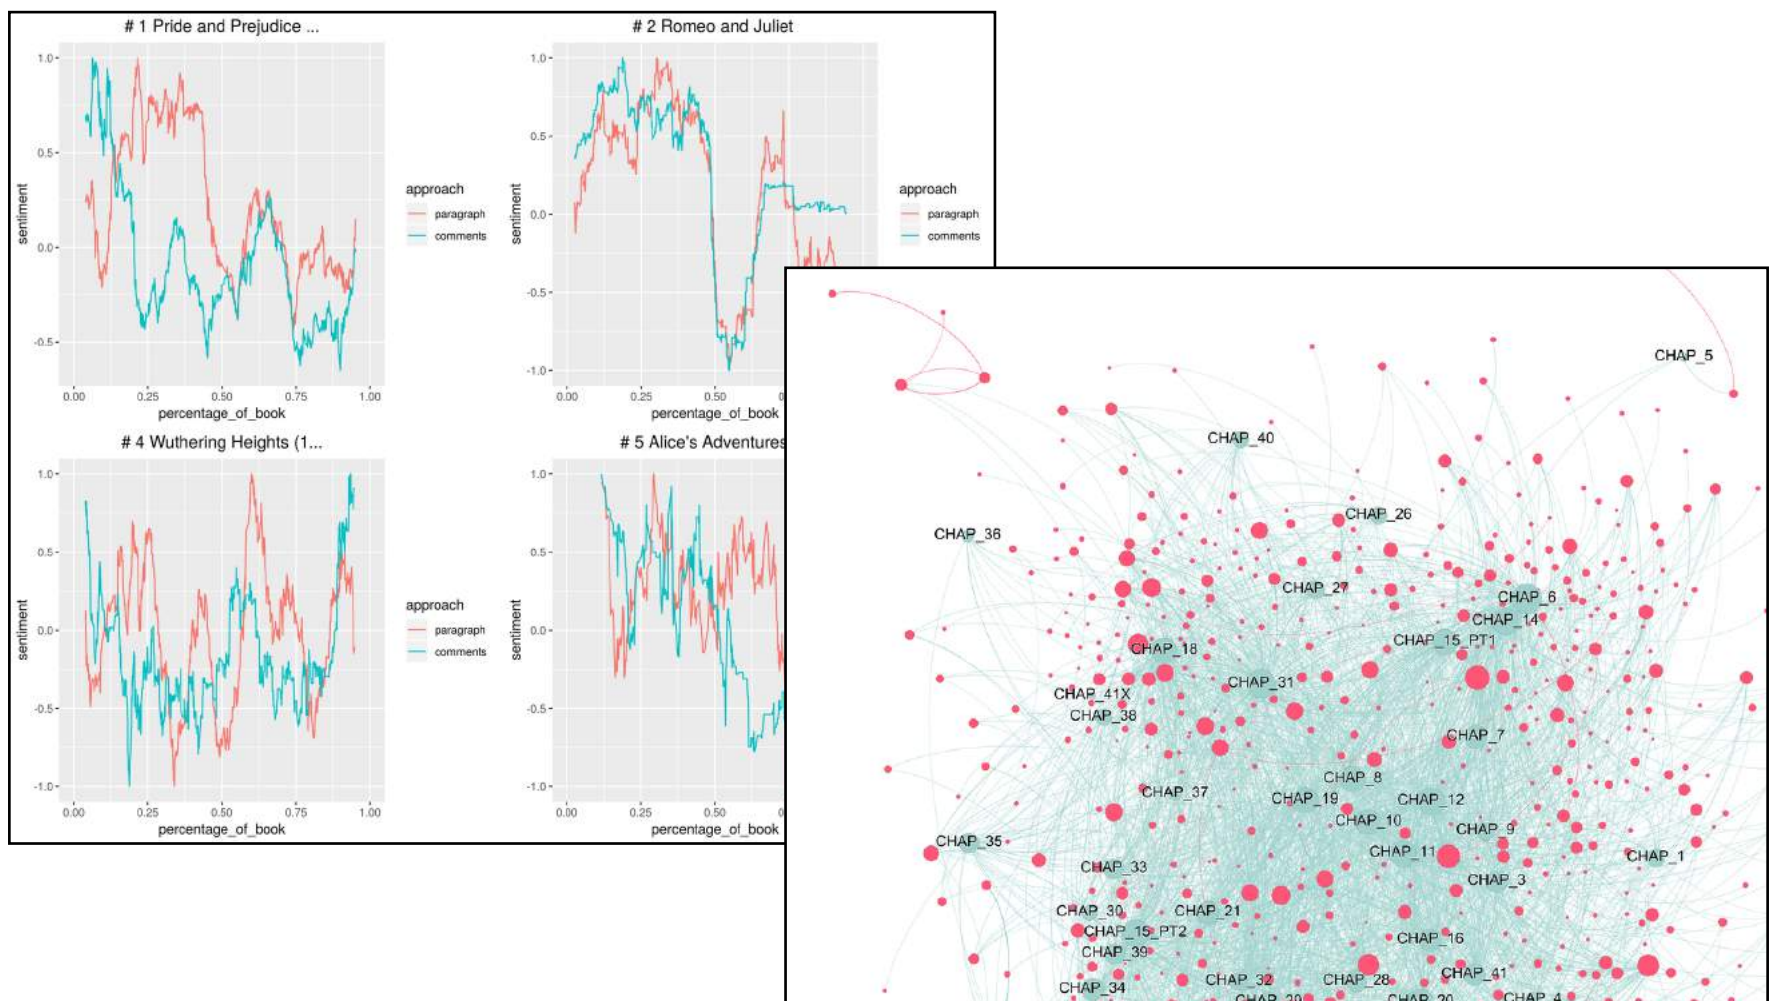 # 1 Pride and Prejudice ...
1.0
0.5
0.0
-0.5
sentiment
0.00 0.25 0.50 0.75 1.00
percentage_of_book
approach
paragraph
comments
# 2 Romeo and Juliet
1.0
0.5
0.0
-0.5
-1.0
sentiment
0.00 0.25 0.50
percentage_of_book
approach
paragraph
comments
# 4 Wuthering Heights (1...
1.0
0.5
0.0
-0.5
-1.0
sentiment
0.00 0.25 0.50 0.75 1.00
percentage_of_book
approach
paragraph
comments
# 5 Alice's Adventures
1.0
0.5
0.0
-0.5
-1.0
sentiment
0.00 0.25 0.50
percentage_of_book
CHAP_5
CHAP_40
CHAP_26
CHAP_36
CHAP_27
CHAP_6
CHAP_14
CHAP_15_PT1
CHAP_18
CHAP_31
CHAP_41X
CHAP_38
CHAP_7
CHAP_8
CHAP_37
CHAP_19
CHAP_12
CHAP_10
CHAP_9
CHAP_35
CHAP_11
CHAP_1
CHAP_33
CHAP_3
CHAP_30
CHAP_21
CHAP_15_PT2
CHAP_16
CHAP_39
CHAP_32
CHAP_28
CHAP_41
CHAP_34
CHAP_20
CHAP_4